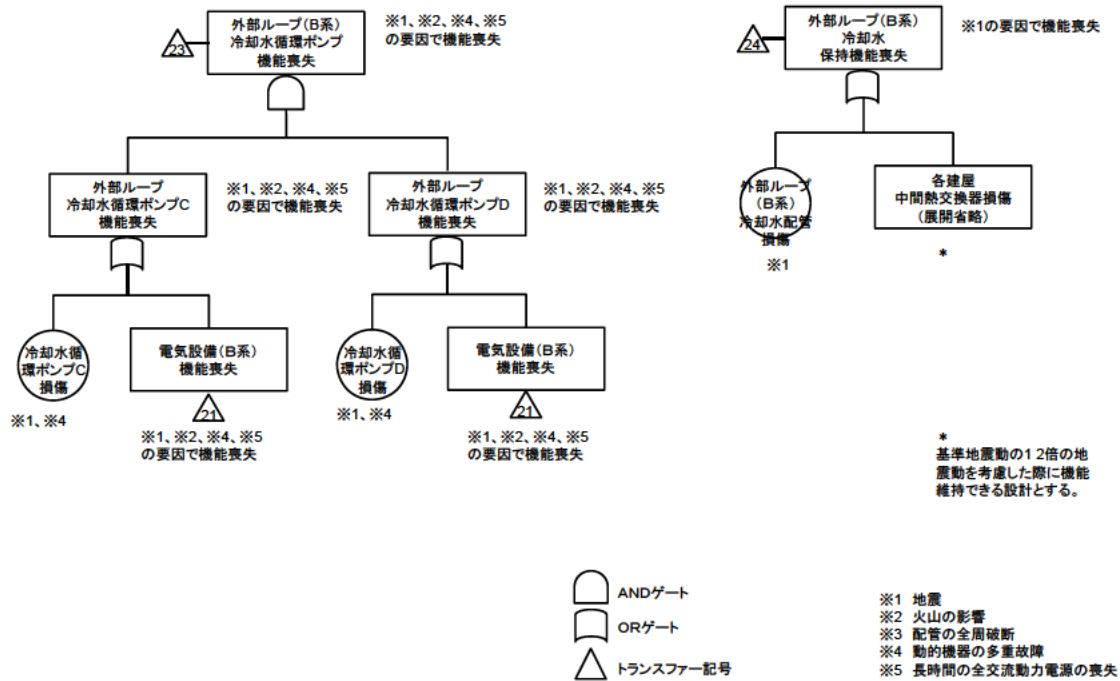 外部ループ(B系)
冷却水循環ポンプ
機能喪失
※1、※2、※4、※5
の要因で機能喪失
23
外部ループ
冷却水循環ポンプC
機能喪失
※1、※2、※4、※5
の要因で機能喪失
外部ループ
冷却水循環ポンプD
機能喪失
※1、※2、※4、※5
の要因で機能喪失
冷却水循
環ポンプC
損傷
※1、※4
電気設備(B系)
機能喪失
21
※1、※2、※4、※5
の要因で機能喪失
冷却水循
環ポンプD
損傷
※1、※4
電気設備(B系)
機能喪失
21
※1、※2、※4、※5
の要因で機能喪失
外部ループ(B系)
冷却水
保持機能喪失
※1の要因で機能喪失
24
外部ループ
(B系)
冷却水配管
損傷
※1
各建屋
中間熱交換器損傷
(展開省略)
*
*
基準地震動の1 2倍の地
震動を考慮した際に機能
維持できる設計とする。
ANDゲート
ORゲート
トランスファー記号
※1 地震
※2 火山の影響
※3 配管の全周破断
※4 動的機器の多重故障
※5 長時間の全交流動力電源の喪失